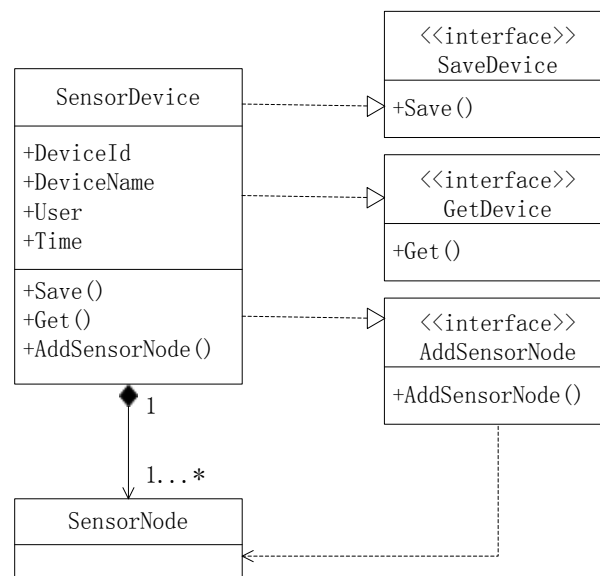 SensorDevice
+DeviceId
+DeviceName
+User
+Time
+Save()
+Get()
+AddSensorNode()
<<interface>>
SaveDevice
+Save()
<<interface>>
GetDevice
+Get()
<<interface>>
AddSensorNode
+AddSensorNode()
1
1...*
SensorNode